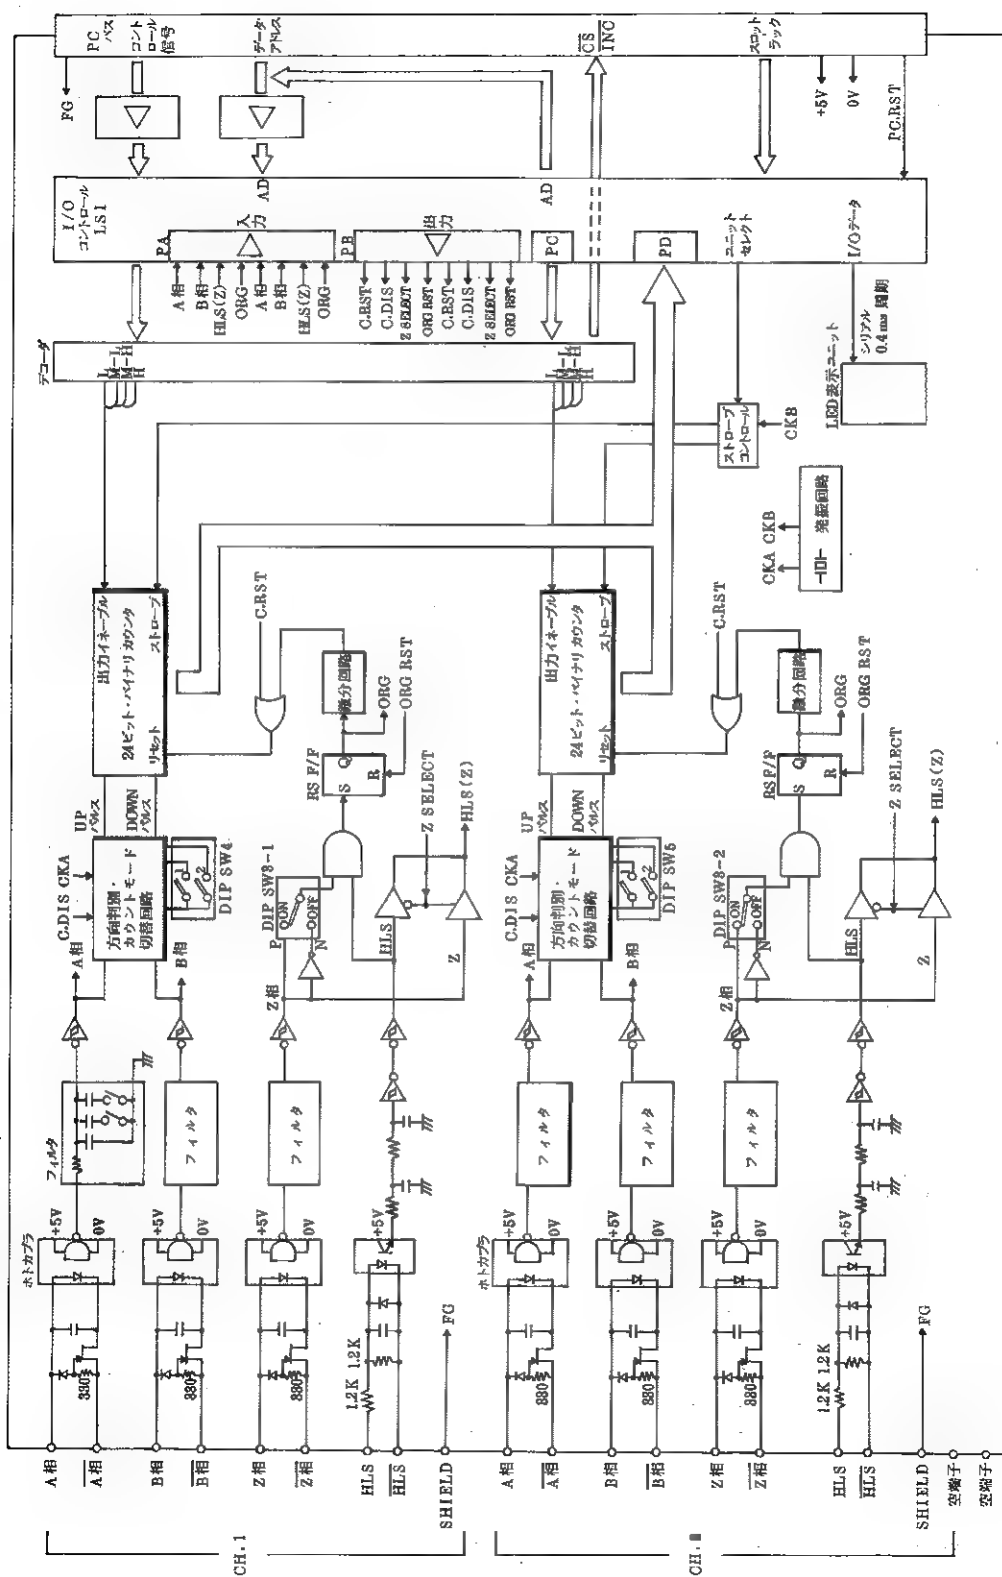 CH.1
A相
A相
B相
B相
Z相
Z相
HLS
HLS
SHIELD
FG
330
330
330
1.2K 1.2K
ホトカプラ
+5V
0V
+5V
0V
+5V
0V
+5V
フィルタ
フィルタ
フィルタ
A相
B相
Z相
C.DIS CKA
方向判別・
カウントモード
切替回路
1
2
DIP SW4
UP
パルス
DOWN
パルス
出力イネーブル
24ビット・バイナリカウンタ
リセット
ストローブ
DIP SW3-1
P
ON
OFF
N
HLS
Z
RS F/F
S
Q
R
Z SELECT
HLS(Z)
微分回路
ORG
ORG RST
C.RST
CH.
A相
A相
B相
B相
Z相
Z相
HLS
HLS
SHIELD
FG
空端子
空端子
330
330
330
1.2K 1.2K
ホトカプラ
+5V
0V
+5V
0V
+5V
0V
+5V
フィルタ
フィルタ
フィルタ
A相
B相
Z相
C.DIS CKA
方向判別・
カウントモード
切替回路
1
2
DIP SW5
UP
パルス
DOWN
パルス
出力イネーブル
24ビット・バイナリカウンタ
リセット
ストローブ
DIP SW3-2
P
ON
OFF
N
HLS
Z
RS F/F
S
Q
R
Z SELECT
HLS(Z)
微分回路
ORG
ORG RST
C.RST
CKA CKB
発振回路
デコーダ
L
M-L
M-H
H
L
M-L
M-H
H
ストローブ
コントロール
CKB
LED表示ユニット
シリアル
0.4ms 周期
I/O
コントロール
LSI
PA
入力
A相
B相
HLS(Z)
ORG
A相
B相
HLS(Z)
ORG
PB
出力
C.RST
C.DIS
Z SELECT
ORG RST
C.RST
C.DIS
Z SELECT
ORG RST
PC
PD
AD
AD
ユニット
セレクト
I/Oデータ
PC
バス
コント
ロール
信号
データ
アドレス
FG
CS
INC
スロット
ラック
+5V
0V
PC.RST